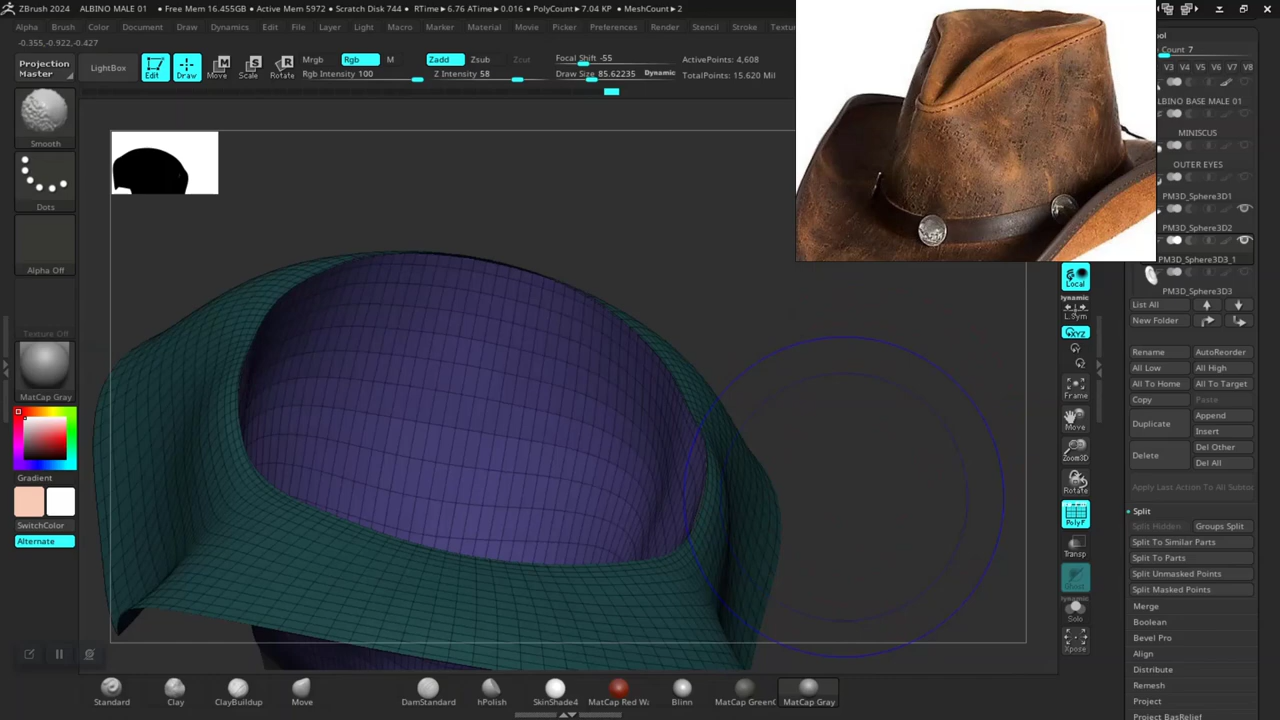 ZBrush 2024 ALBINO MALE 01 • Free Mem 16.455GB • Active Mem 5972 • Scratch Disk 744 • RTime▸6.76 ATime▸0.016 • PolyCount▸7.04 KP • MeshCount▸2
Alpha Brush Color Document Draw Dynamics Edit File Layer Light Macro Marker Material Movie Picker Preferences Render Stencil Stroke
-0.355,-0.922,-0.427
Projection Master
LightBox
Edit
Draw
Move
Scale
Rotate
Mrgb Rgb M
Rgb Intensity 100
Zadd Zsub Zcut
Z Intensity 58
Focal Shift -55
Draw Size 85.62235 Dynamic
ActivePoints: 4,608
TotalPoints: 15.620 Mil
Count 7
V3 V4 V5 V6 V7 V8
ALBINO BASE MALE 01
MINISCUS
OUTER EYES
PM3D_Sphere3D1
PM3D_Sphere3D2
PM3D_Sphere3D3_1
PM3D_Sphere3D3
List All
New Folder
Rename AutoReorder
All Low All High
All To Home All To Target
Copy Paste
Duplicate Append
Insert
Delete Del Other
Del All
Apply Last Action To All Subtoo
Split
Split Hidden Groups Split
Split To Similar Parts
Split To Parts
Split Unmasked Points
Split Masked Points
Merge
Boolean
Bevel Pro
Align
Distribute
Remesh
Project
Project BasRelief
Smooth
Dots
Alpha Off
Texture Off
MatCap Gray
Gradient
SwitchColor
Alternate
Local
Dynamic
L.Sym
XYZ
Frame
Move
Zoom3D
Rotate
PolyF
Transp
Ghost
Dynamic
Solo
Xpose
Standard Clay ClayBuildup Move DamStandard hPolish SkinShade4 MatCap Red Wa Blinn MatCap GreenC MatCap Gray